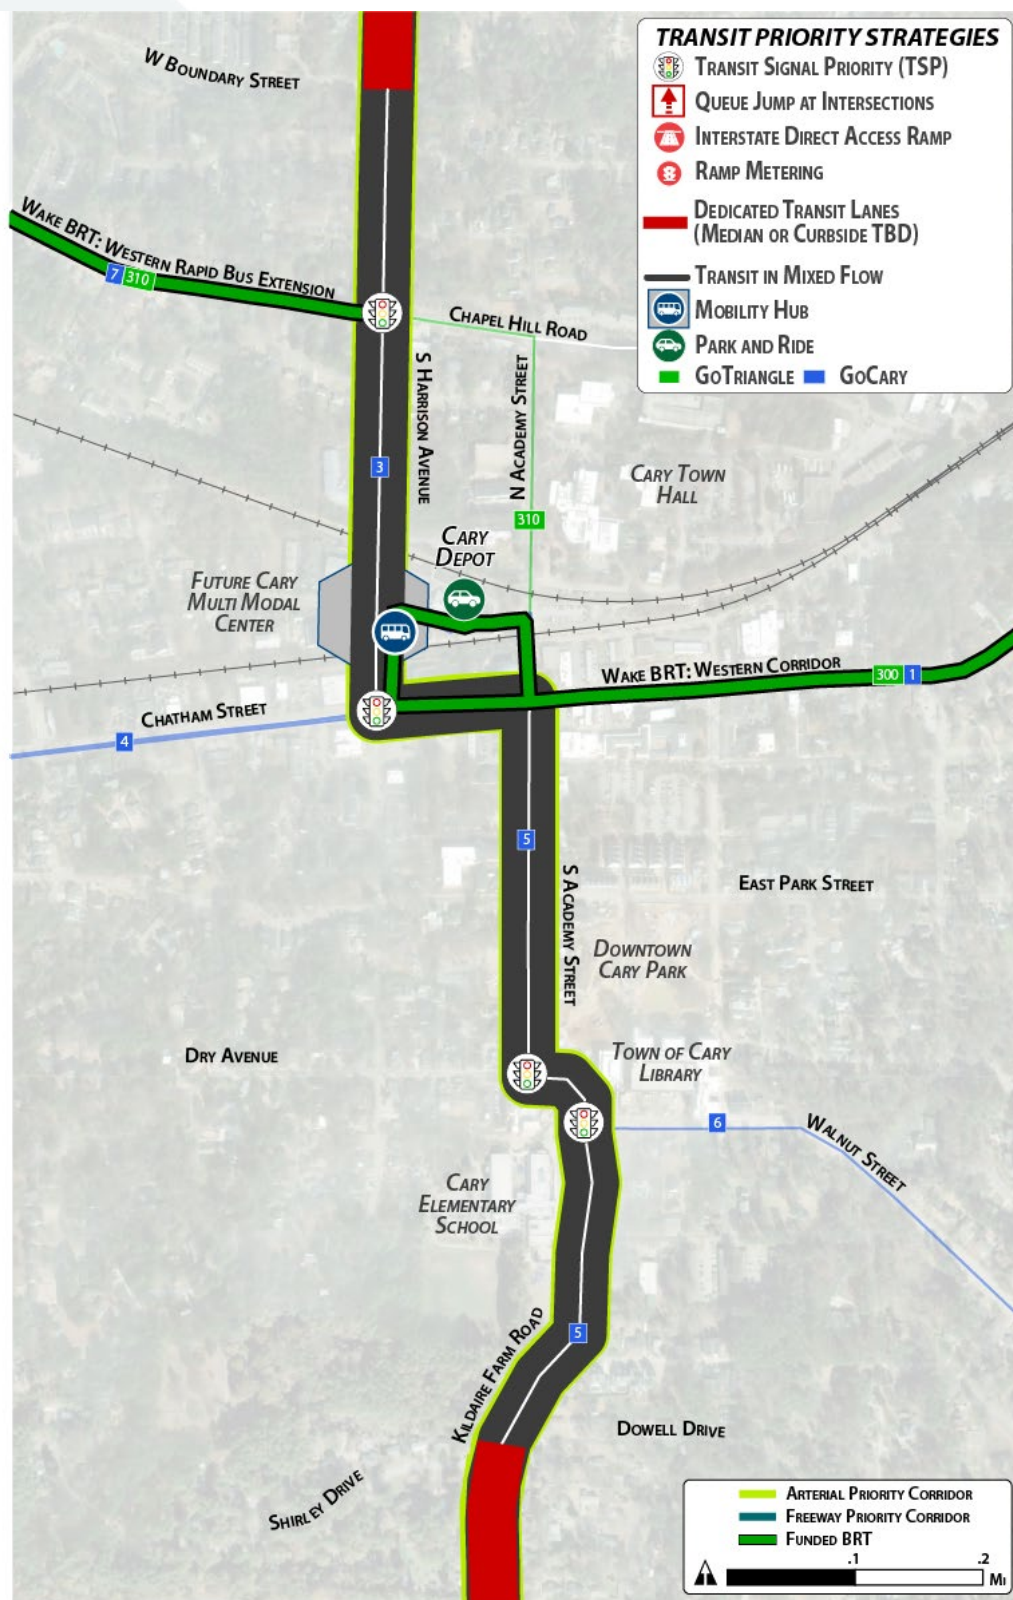 TRANSIT PRIORITY STRATEGIES
TRANSIT SIGNAL PRIORITY (TSP)
QUEUE JUMP AT INTERSECTIONS
INTERSTATE DIRECT ACCESS RAMP
RAMP METERING
DEDICATED TRANSIT LANES
(MEDIAN OR CURBSIDE TBD)
TRANSIT IN MIXED FLOW
MOBILITY HUB
PARK AND RIDE
GOTRIANGLE
GOCARY
W BOUNDARY STREET
WAKE BRT: WESTERN RAPID BUS EXTENSION
7
310
CHAPEL HILL ROAD
S HARRISON AVENUE
N ACADEMY STREET
3
CARY TOWN
HALL
310
CARY
DEPOT
FUTURE CARY
MULTI MODAL
CENTER
WAKE BRT: WESTERN CORRIDOR
300
1
CHATHAM STREET
4
5
S ACADEMY STREET
EAST PARK STREET
DOWNTOWN
CARY PARK
DRY AVENUE
TOWN OF CARY
LIBRARY
6
WALNUT STREET
CARY
ELEMENTARY
SCHOOL
5
KILDAIRE FARM ROAD
DOWELL DRIVE
SHIRLEY DRIVE
ARTERIAL PRIORITY CORRIDOR
FREEWAY PRIORITY CORRIDOR
FUNDED BRT
.1
.2
MI